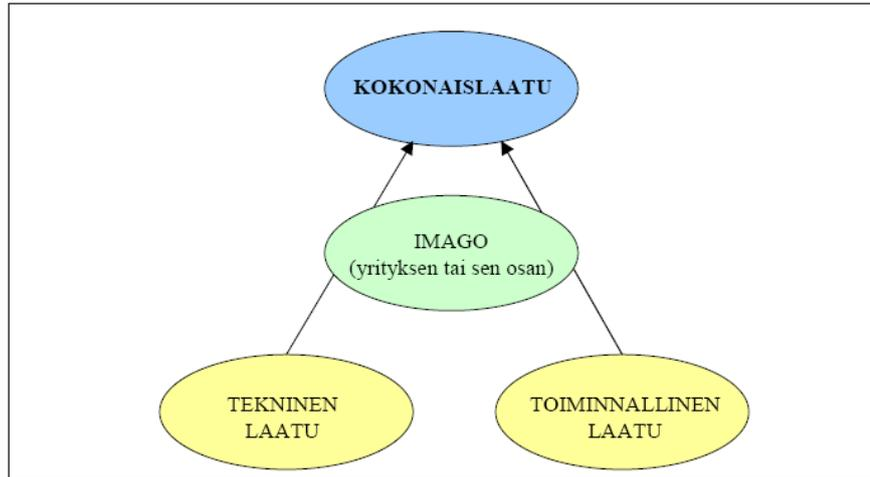 KOKONAISLAATU
IMAGO
(yrityksen tai sen osan)
TEKNINEN
LAATU
TOIMINNALLINEN
LAATU